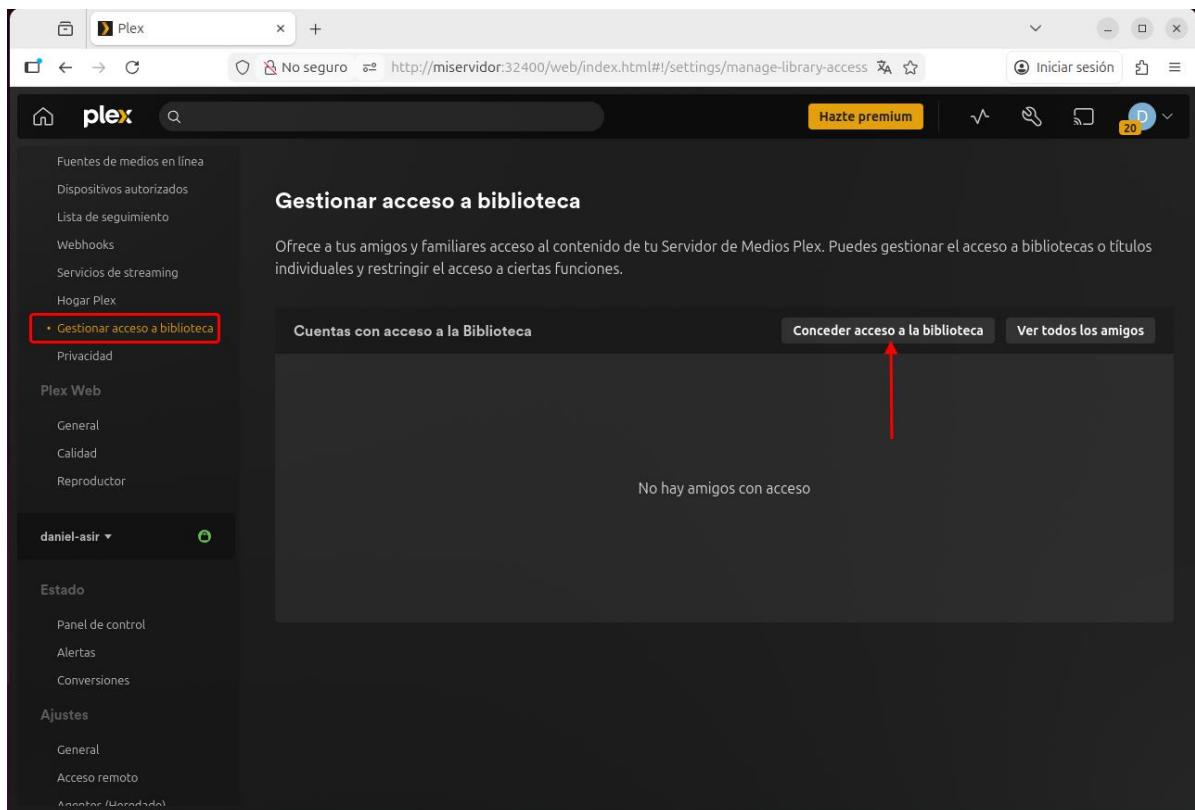 Plex
No seguro
http://miservidor:32400/web/index.html#!/settings/manage-library-access
Iniciar sesión
plex
Hazte premium
D
20
Fuentes de medios en línea
Dispositivos autorizados
Lista de seguimiento
Webhooks
Servicios de streaming
Hogar Plex
Gestionar acceso a biblioteca
Privacidad
Plex Web
General
Calidad
Reproductor
daniel-asir
Estado
Panel de control
Alertas
Conversiones
Ajustes
General
Acceso remoto
Agentes (Heredado)
Gestionar acceso a biblioteca
Ofrece a tus amigos y familiares acceso al contenido de tu Servidor de Medios Plex. Puedes gestionar el acceso a bibliotecas o títulos
individuales y restringir el acceso a ciertas funciones.
Cuentas con acceso a la Biblioteca
Conceder acceso a la biblioteca
Ver todos los amigos
No hay amigos con acceso